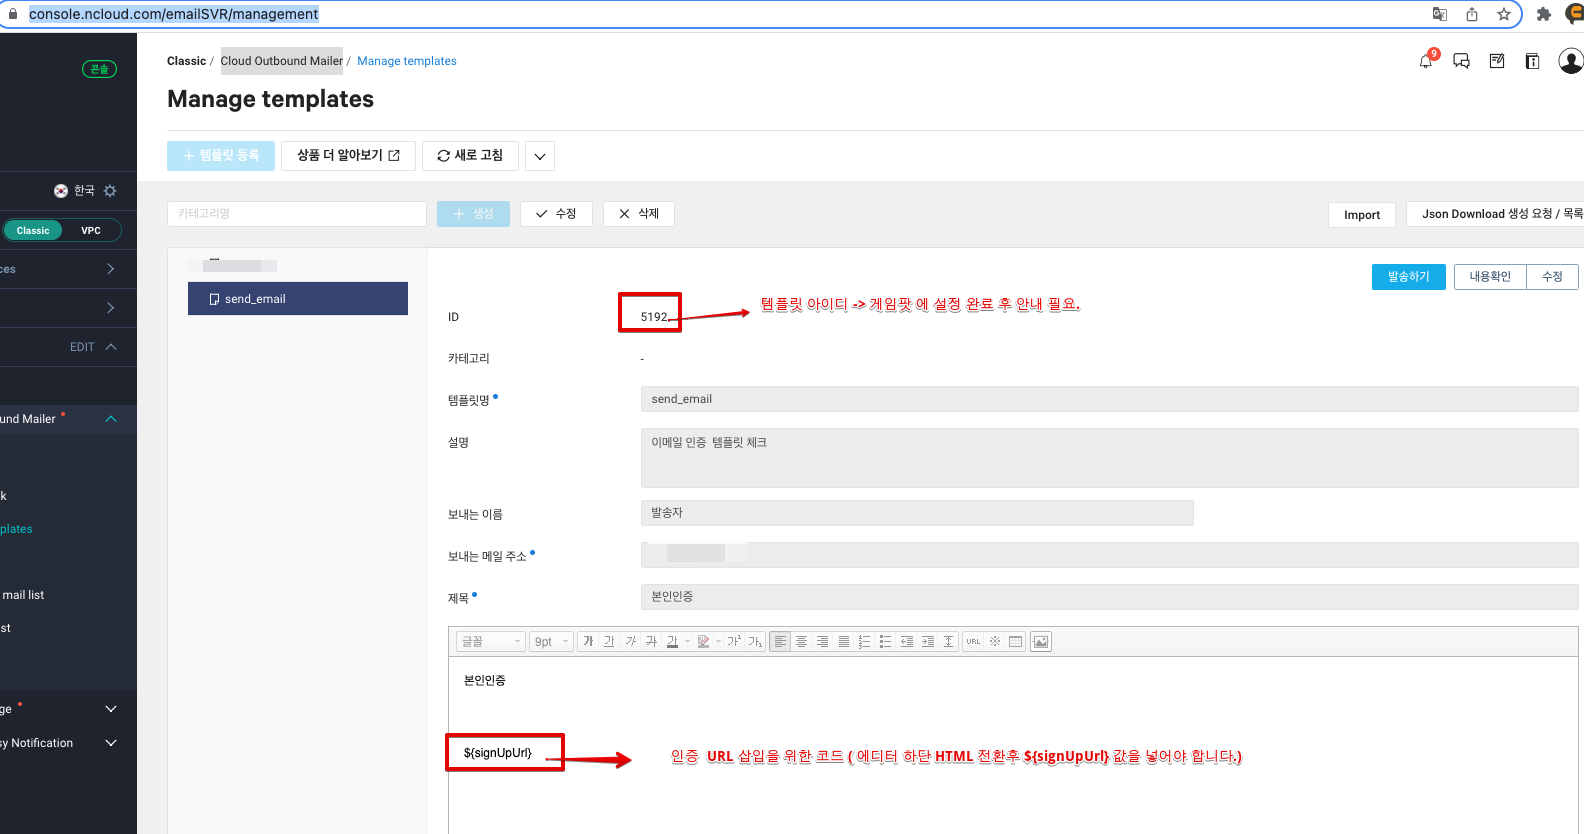 console.ncloud.com/emailSVR/management
콘솔
Classic / Cloud Outbound Mailer / Manage templates
9
Manage templates
+ 템플릿 등록
상품 더 알아보기
새로 고침
한국
카테고리명
+ 생성
수정
삭제
Import
Json Download 생성 요청 / 목록
Classic
VPC
ces
EDIT
und Mailer
k
plates
mail list
st
ge
sy Notification
send_email
발송하기
내용확인
수정
ID
5192
템플릿 아이디 -> 게임팟 에 설정 완료 후 안내 필요.
카테고리
-
템플릿명
send_email
설명
이메일 인증 템플릿 체크
보내는 이름
발송자
보내는 메일 주소
제목
본인인증
글꼴
9pt
가 가 가 가 가 가¹ 가₁
URL
본인인증
${signUpUrl}
인증 URL 삽입을 위한 코드 ( 에디터 하단 HTML 전환후 ${signUpUrl} 값을 넣어야 합니다.)